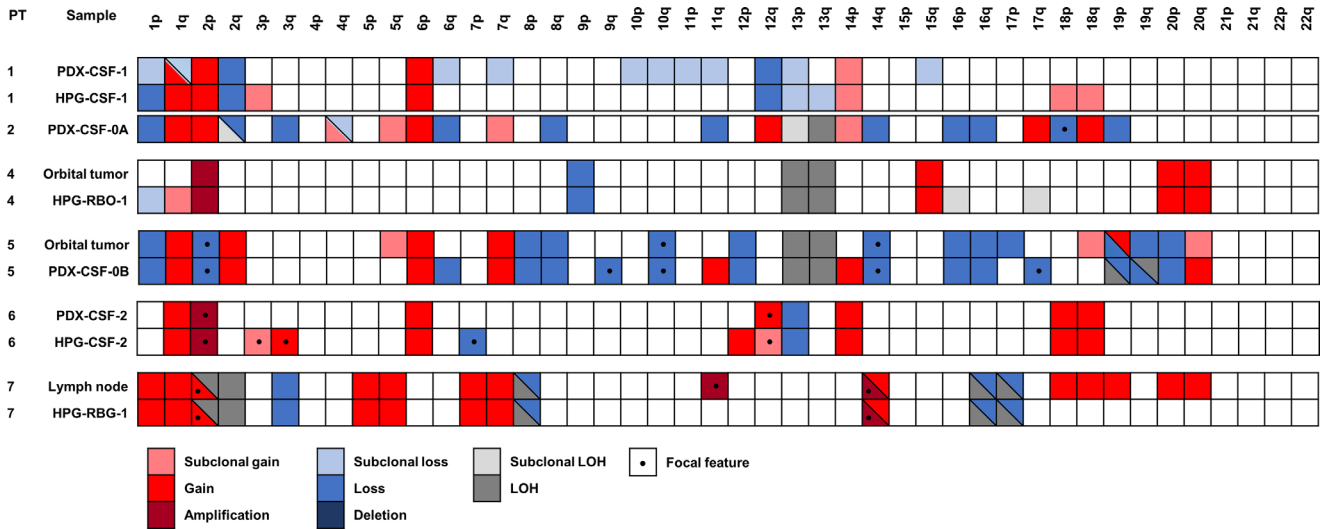 PT Sample 1p 1q 2p 2q 3p 3q 4p 4q 5p 5q 6p 6q 7p 7q 8p 8q 9p 9q 10p 10q 11p 11q 12p 12q 13p 13q 14p 14q 15p 15q 16p 16q 17p 17q 18p 18q 19p 19q 20p 20q 21q 21q 22p 22q
1 PDX-CSF-1
1 HPG-CSF-1
2 PDX-CSF-0A
4 Orbital tumor
4 HPG-RBO-1
5 Orbital tumor
5 PDX-CSF-0B
6 PDX-CSF-2
6 HPG-CSF-2
7 Lymph node
7 HPG-RBG-1
Subclonal gain Subclonal loss Subclonal LOH Focal feature
Gain Loss LOH
Amplification Deletion